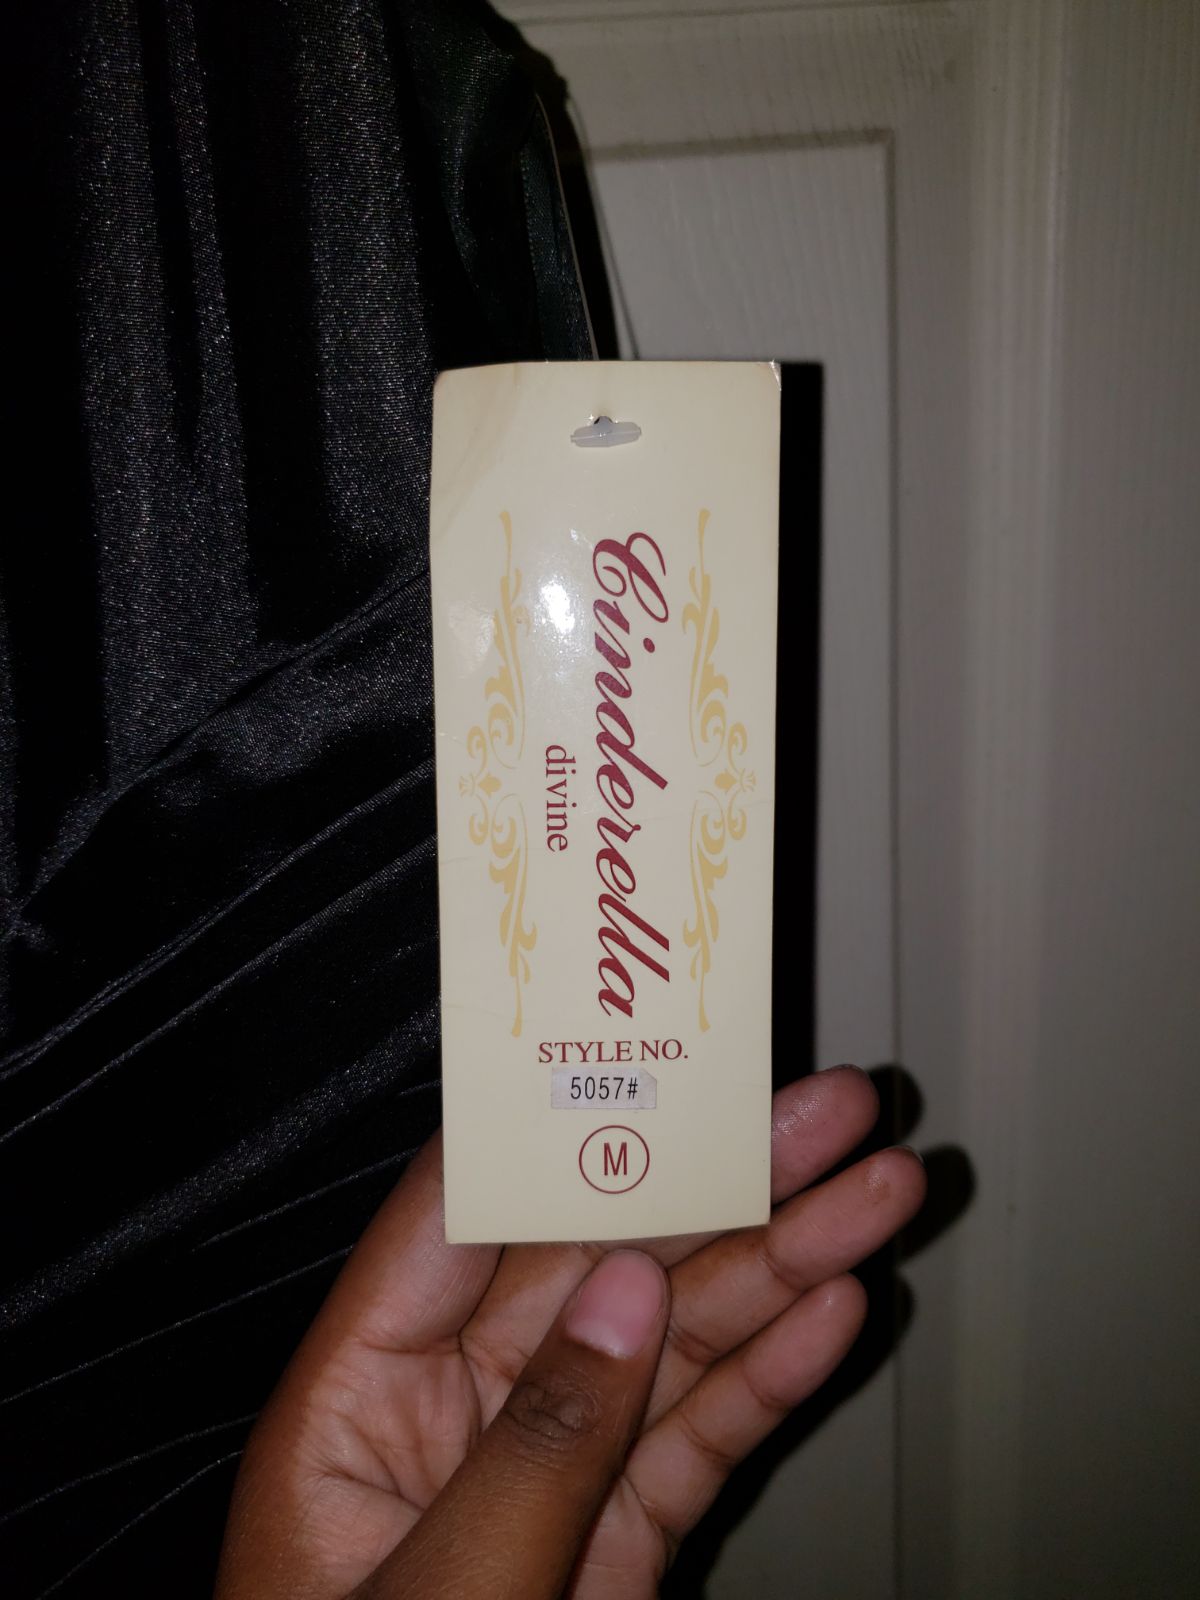 Cinderella
divine
STYLE NO.
5057#
M